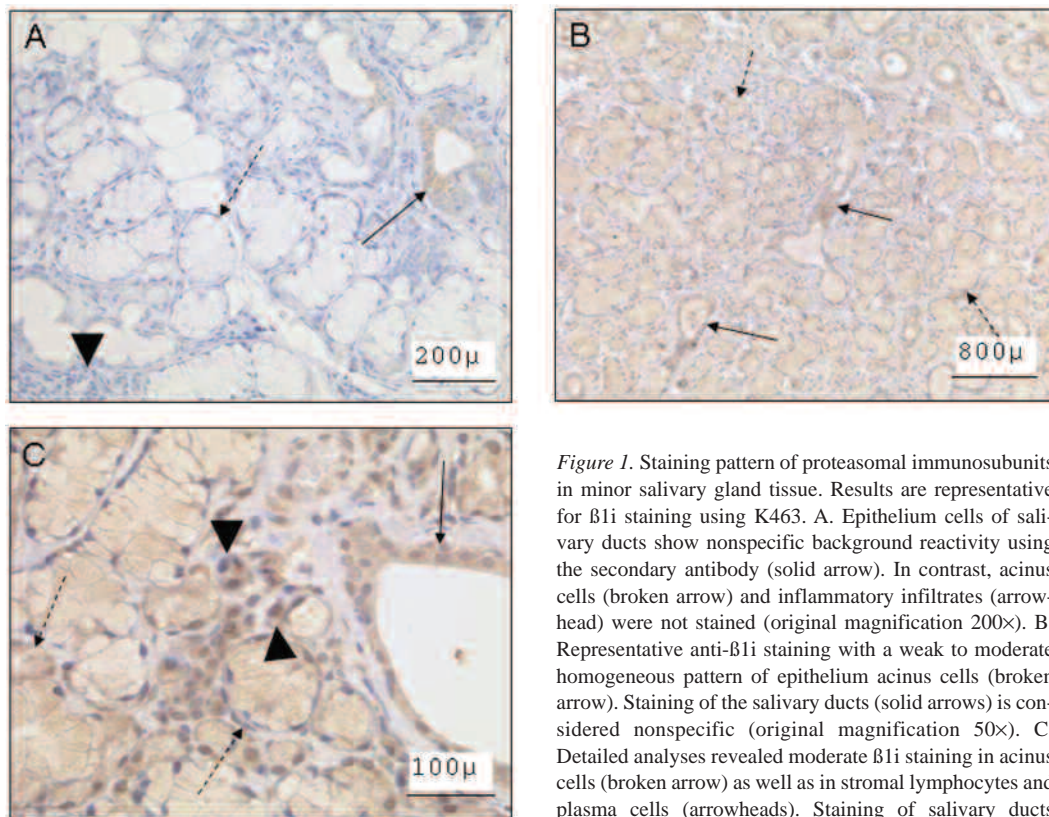 A
200µ
B
800µ
C
100µ
Figure 1. Staining pattern of proteasomal immunosubunits
in minor salivary gland tissue. Results are representative
for ß1i staining using K463. A. Epithelium cells of sali-
vary ducts show nonspecific background reactivity using
the secondary antibody (solid arrow). In contrast, acinus
cells (broken arrow) and inflammatory infiltrates (arrow-
head) were not stained (original magnification 200×). B.
Representative anti-ß1i staining with a weak to moderate
homogeneous pattern of epithelium acinus cells (broken
arrow). Staining of the salivary ducts (solid arrows) is con-
sidered nonspecific (original magnification 50×). C.
Detailed analyses revealed moderate ß1i staining in acinus
cells (broken arrow) as well as in stromal lymphocytes and
plasma cells (arrowheads). Staining of salivary ducts